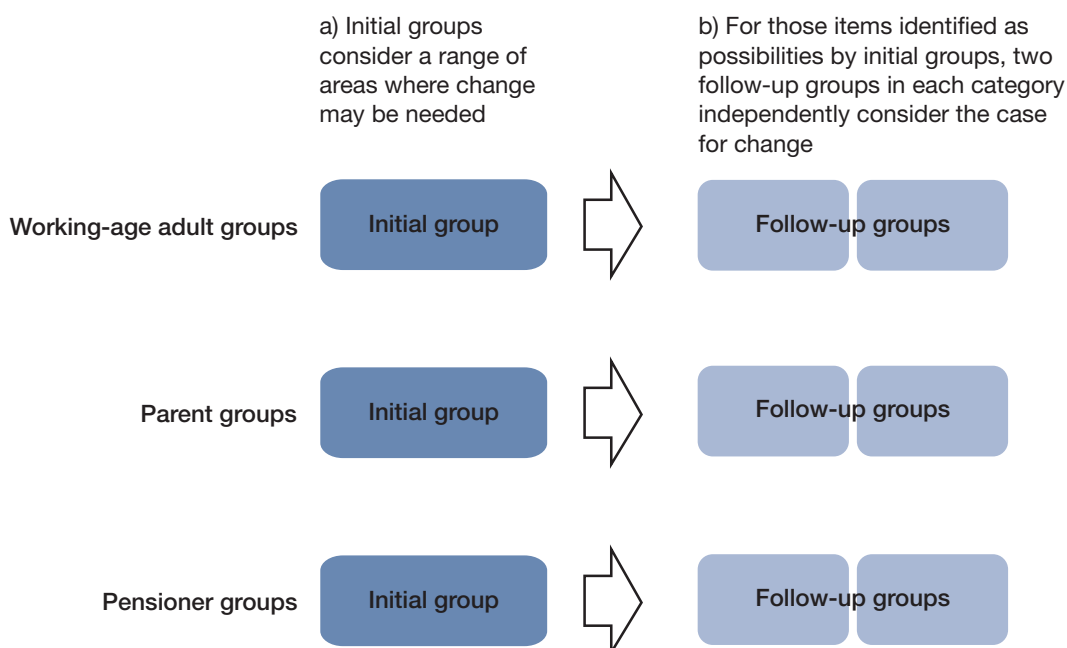 a) Initial groups
consider a range of
areas where change
may be needed
b) For those items identified as
possibilities by initial groups, two
follow-up groups in each category
independently consider the case
for change
Working-age adult groups
Initial group
Follow-up groups
Parent groups
Initial group
Follow-up groups
Pensioner groups
Initial group
Follow-up groups